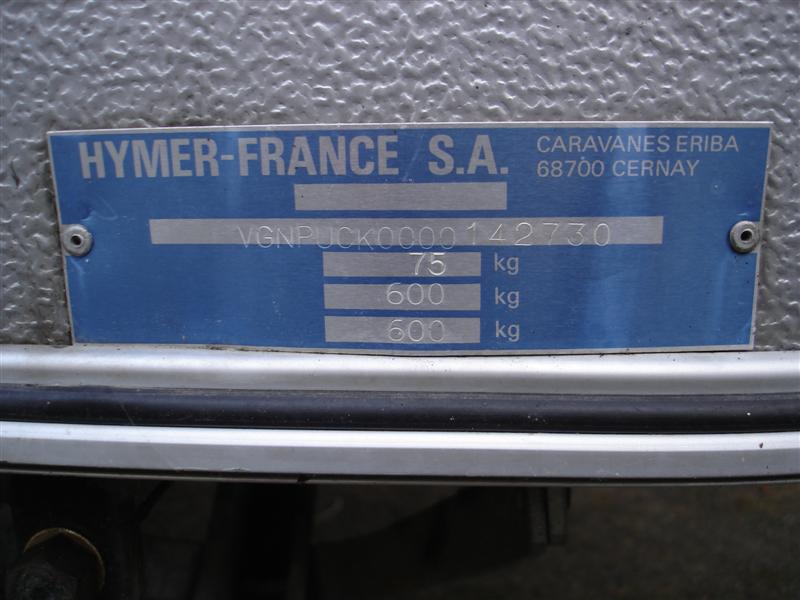 HYMER-FRANCE S.A.
CARAVANES ERIBA
68700 CERNAY
VGNPUCK0000142730
75 kg
600 kg
600 kg